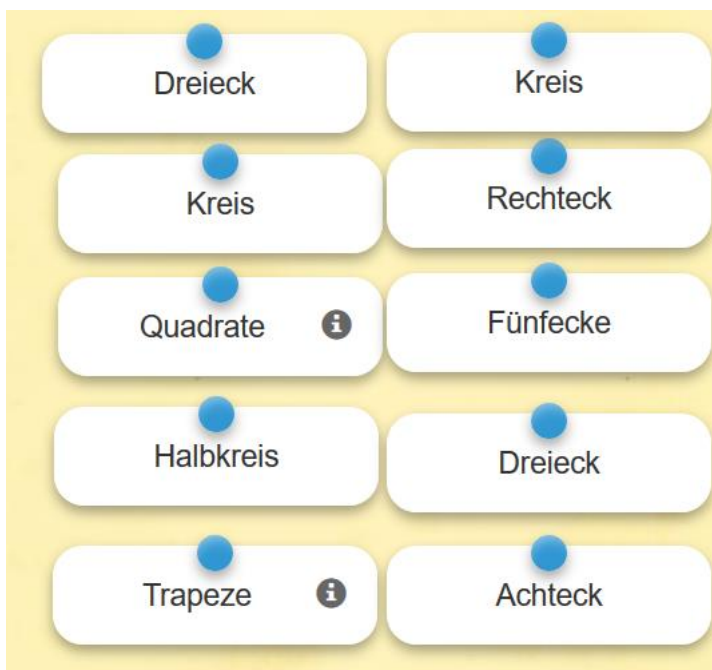 Dreieck
Kreis
Kreis
Rechteck
Quadrate
Fünfecke
Halbkreis
Dreieck
Trapeze
Achteck